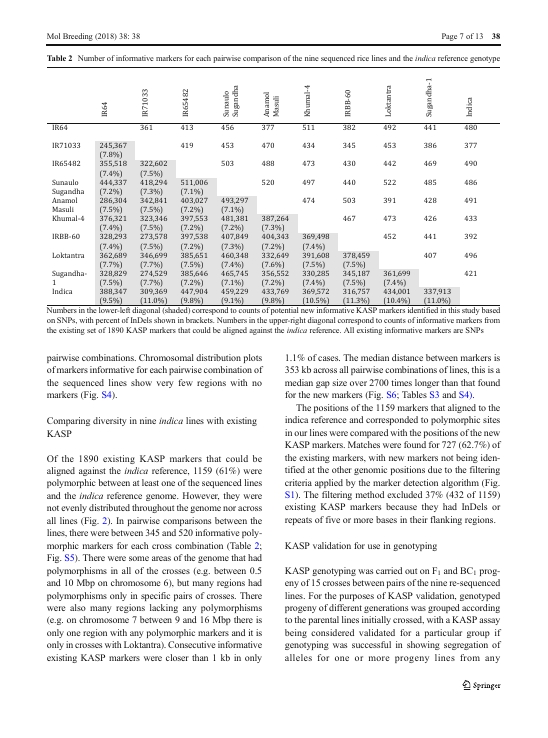 Mol Breeding (2018) 38: 38
Page 7 of 13 38
Table 2 Number of informative markers for each pairwise comparison of the nine sequenced rice lines and the indica reference genotype
IR64 IR71033 IR65482 Sunaulo Sugandha Anamol Masuli Khumal-4 IRBB-60 Loktantra Sugandha-1 Indica
IR64 361 413 456 377 511 382 492 441 480
IR71033 245,367 419 453 470 434 345 453 386 377
(7.8%)
IR65482 355,518 322,602 503 488 473 430 442 469 490
(7.4%) (7.5%)
Sunaulo 444,337 418,294 511,006 520 497 440 522 485 486
Sugandha (7.2%) (7.3%) (7.1%)
Anamol 286,304 342,841 403,027 493,297 474 503 391 428 491
Masuli (7.5%) (7.5%) (7.2%) (7.1%)
Khumal-4 376,321 323,346 397,553 481,381 387,264 467 473 426 433
(7.4%) (7.5%) (7.2%) (7.2%) (7.3%)
IRBB-60 328,293 273,578 397,538 407,849 404,343 369,498 452 441 392
(7.5%) (7.5%) (7.2%) (7.3%) (7.2%) (7.4%)
Loktantra 362,689 346,699 385,651 460,348 332,649 391,608 378,459 407 496
(7.7%) (7.7%) (7.5%) (7.4%) (7.6%) (7.5%) (7.5%)
Sugandha- 328,829 274,529 385,646 465,745 356,552 330,285 345,187 361,699 421
1 (7.5%) (7.7%) (7.2%) (7.1%) (7.2%) (7.4%) (7.5%) (7.4%)
Indica 388,347 309,369 447,904 459,229 433,769 369,572 316,757 434,001 337,913
(9.5%) (11.0%) (9.8%) (9.1%) (9.8%) (10.5%) (11.3%) (10.4%) (11.0%)
Numbers in the lower-left diagonal (shaded) correspond to counts of potential new informative KASP markers identified in this study based
on SNPs, with percent of InDels shown in brackets. Numbers in the upper-right diagonal correspond to counts of informative markers from
the existing set of 1890 KASP markers that could be aligned against the indica reference. All existing informative markers are SNPs
pairwise combinations. Chromosomal distribution plots
of markers informative for each pairwise combination of
the sequenced lines show very few regions with no
markers (Fig. S4).
Comparing diversity in nine indica lines with existing
KASP
Of the 1890 existing KASP markers that could be
aligned against the indica reference, 1159 (61%) were
polymorphic between at least one of the sequenced lines
and the indica reference genome. However, they were
not evenly distributed throughout the genome nor across
all lines (Fig. 2). In pairwise comparisons between the
lines, there were between 345 and 520 informative poly-
morphic markers for each cross combination (Table 2;
Fig. S5). There were some areas of the genome that had
polymorphisms in all of the crosses (e.g. between 0.5
and 10 Mbp on chromosome 6), but many regions had
polymorphisms only in specific pairs of crosses. There
were also many regions lacking any polymorphisms
(e.g. on chromosome 7 between 9 and 16 Mbp there is
only one region with any polymorphic markers and it is
only in crosses with Loktantra). Consecutive informative
existing KASP markers were closer than 1 kb in only
1.1% of cases. The median distance between markers is
353 kb across all pairwise combinations of lines, this is a
median gap size over 2700 times longer than that found
for the new markers (Fig. S6; Tables S3 and S4).
The positions of the 1159 markers that aligned to the
indica reference and corresponded to polymorphic sites
in our lines were compared with the positions of the new
KASP markers. Matches were found for 727 (62.7%) of
the existing markers, with new markers not being iden-
tified at the other genomic positions due to the filtering
criteria applied by the marker detection algorithm (Fig.
S1). The filtering method excluded 37% (432 of 1159)
existing KASP markers because they had InDels or
repeats of five or more bases in their flanking regions.
KASP validation for use in genotyping
KASP genotyping was carried out on F1 and BC1 prog-
eny of 15 crosses between pairs of the nine re-sequenced
lines. For the purposes of KASP validation, genotyped
progeny of different generations was grouped according
to the parental lines initially crossed, with a KASP assay
being considered validated for a particular group if
genotyping was successful in showing segregation of
alleles for one or more progeny lines from any
Springer